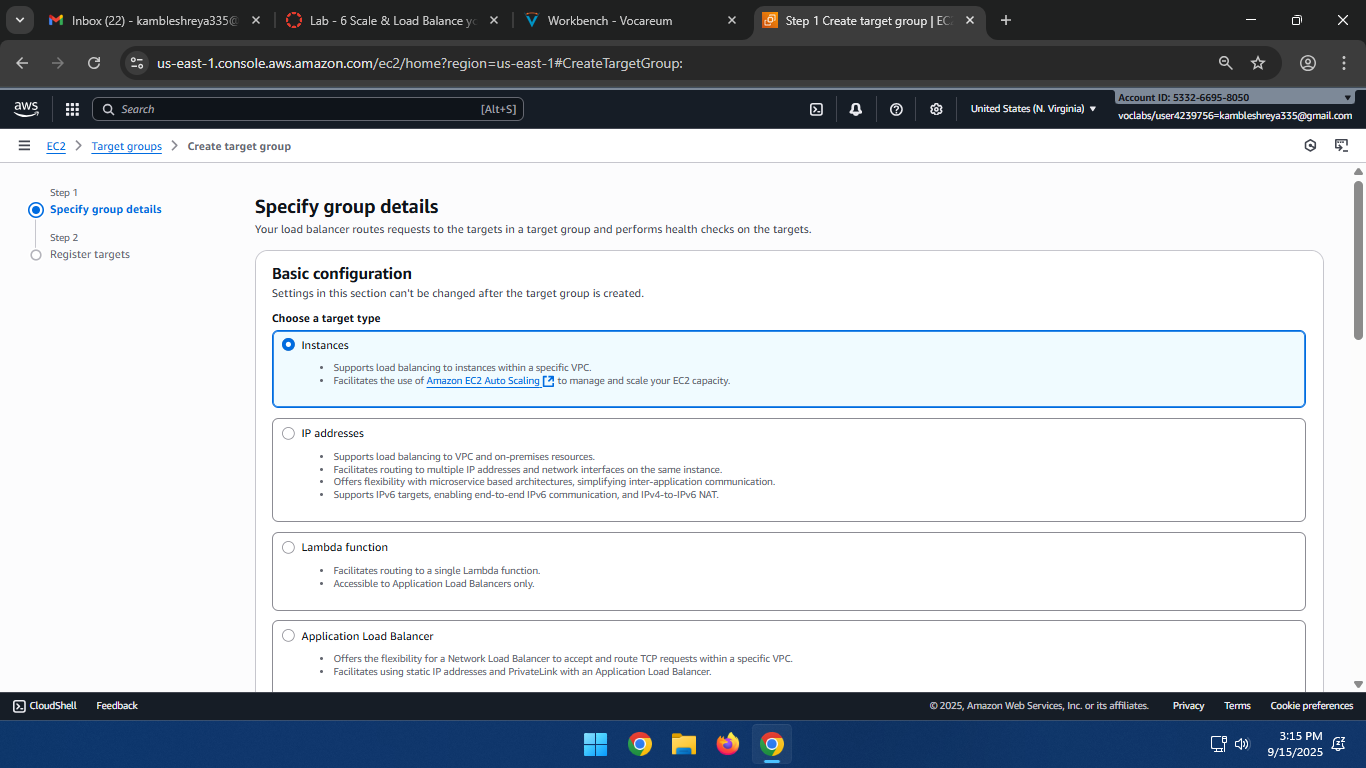 Inbox (22) - kambleshreya335@
Lab - 6 Scale & Load Balance yo
Workbench - Vocareum
Step 1 Create target group | EC2
us-east-1.console.aws.amazon.com/ec2/home?region=us-east-1#CreateTargetGroup:
aws
Search
[Alt+S]
United States (N. Virginia)
Account ID: 5332-6695-8050
voclabs/user4239756=kambleshreya335@gmail.com
EC2
Target groups
Create target group
Step 1
Specify group details
Step 2
Register targets
Specify group details
Your load balancer routes requests to the targets in a target group and performs health checks on the targets.
Basic configuration
Settings in this section can't be changed after the target group is created.
Choose a target type
Instances
• Supports load balancing to instances within a specific VPC.
• Facilitates the use of Amazon EC2 Auto Scaling to manage and scale your EC2 capacity.
IP addresses
• Supports load balancing to VPC and on-premises resources.
• Facilitates routing to multiple IP addresses and network interfaces on the same instance.
• Offers flexibility with microservice based architectures, simplifying inter-application communication.
• Supports IPv6 targets, enabling end-to-end IPv6 communication, and IPv4-to-IPv6 NAT.
Lambda function
• Facilitates routing to a single Lambda function.
• Accessible to Application Load Balancers only.
Application Load Balancer
• Offers the flexibility for a Network Load Balancer to accept and route TCP requests within a specific VPC.
• Facilitates using static IP addresses and PrivateLink with an Application Load Balancer.
CloudShell
Feedback
© 2025, Amazon Web Services, Inc. or its affiliates.
Privacy
Terms
Cookie preferences
3:15 PM
9/15/2025